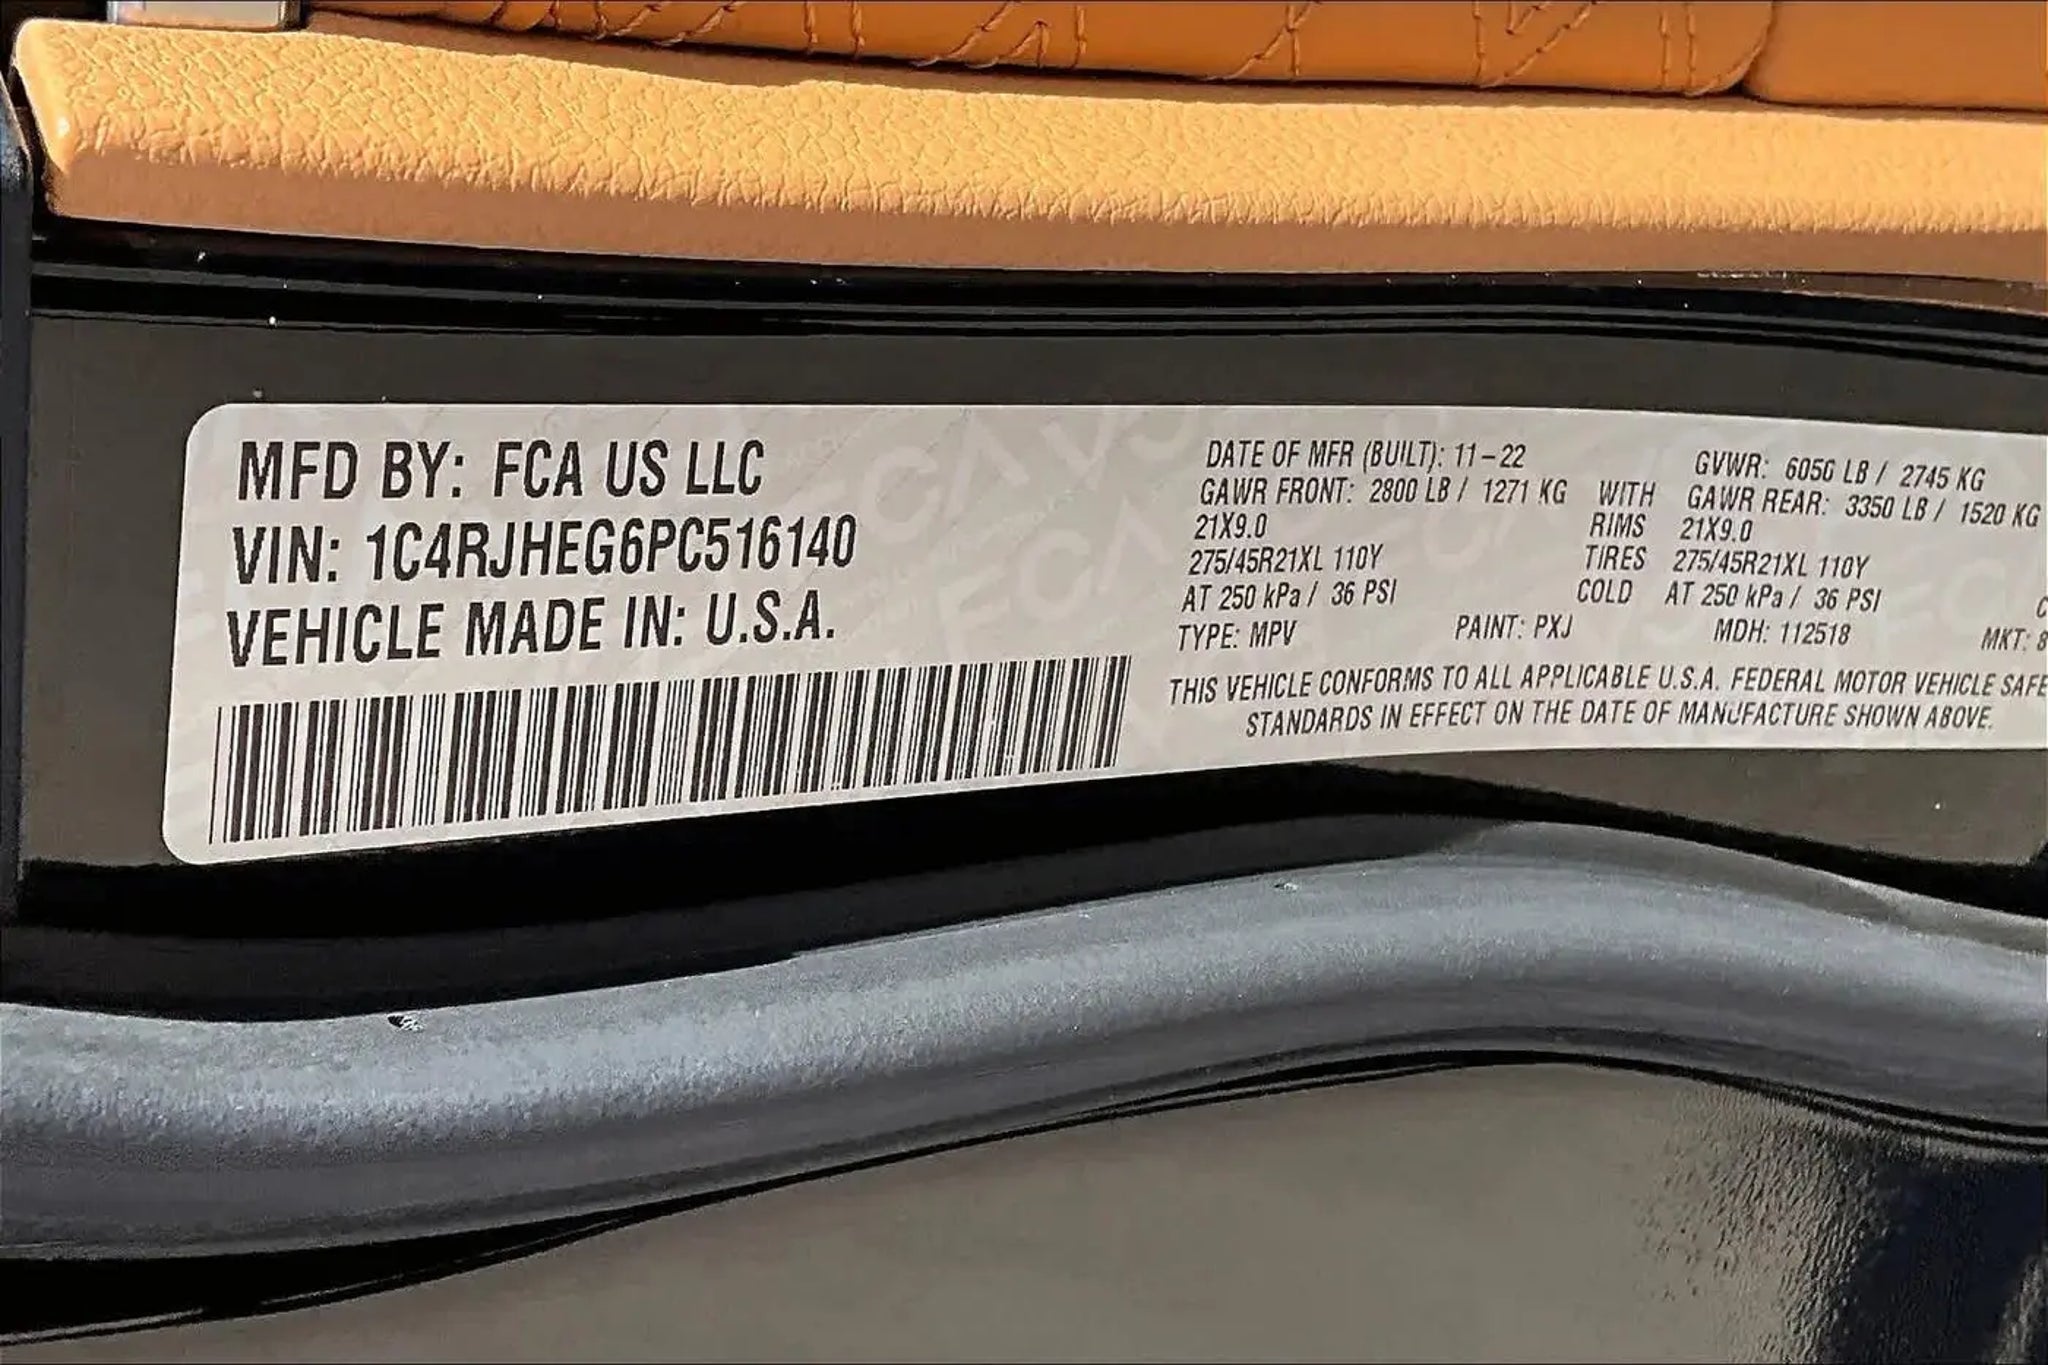 MFD BY: FCA US LLC
VIN: 1C4RJHEG6PC516140
VEHICLE MADE IN: U.S.A.
DATE OF MFR (BUILT): 11-22 GVWR: 6050 LB / 2745 KG
GAWR FRONT: 2800 LB / 1271 KG WITH GAWR REAR: 3350 LB / 1520 KG
21X9.0 RIMS 21X9.0
275/45R21XL 110Y TIRES 275/45R21XL 110Y
AT 250 kPa / 36 PSI COLD AT 250 kPa / 36 PSI
TYPE: MPV PAINT: PXJ MDH: 112518 MKT:
THIS VEHICLE CONFORMS TO ALL APPLICABLE U.S.A. FEDERAL MOTOR VEHICLE SAFE
STANDARDS IN EFFECT ON THE DATE OF MANUFACTURE SHOWN ABOVE.